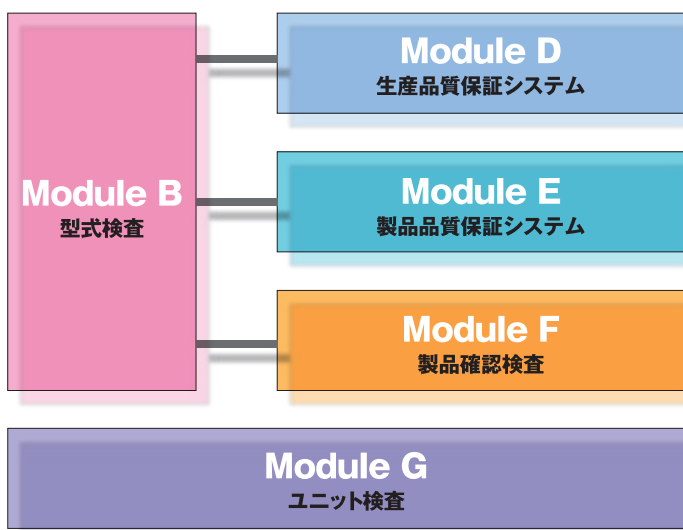 Module B
型式検査
Module D
生産品質保証システム
Module E
製品品質保証システム
Module F
製品確認検査
Module G
ユニット検査